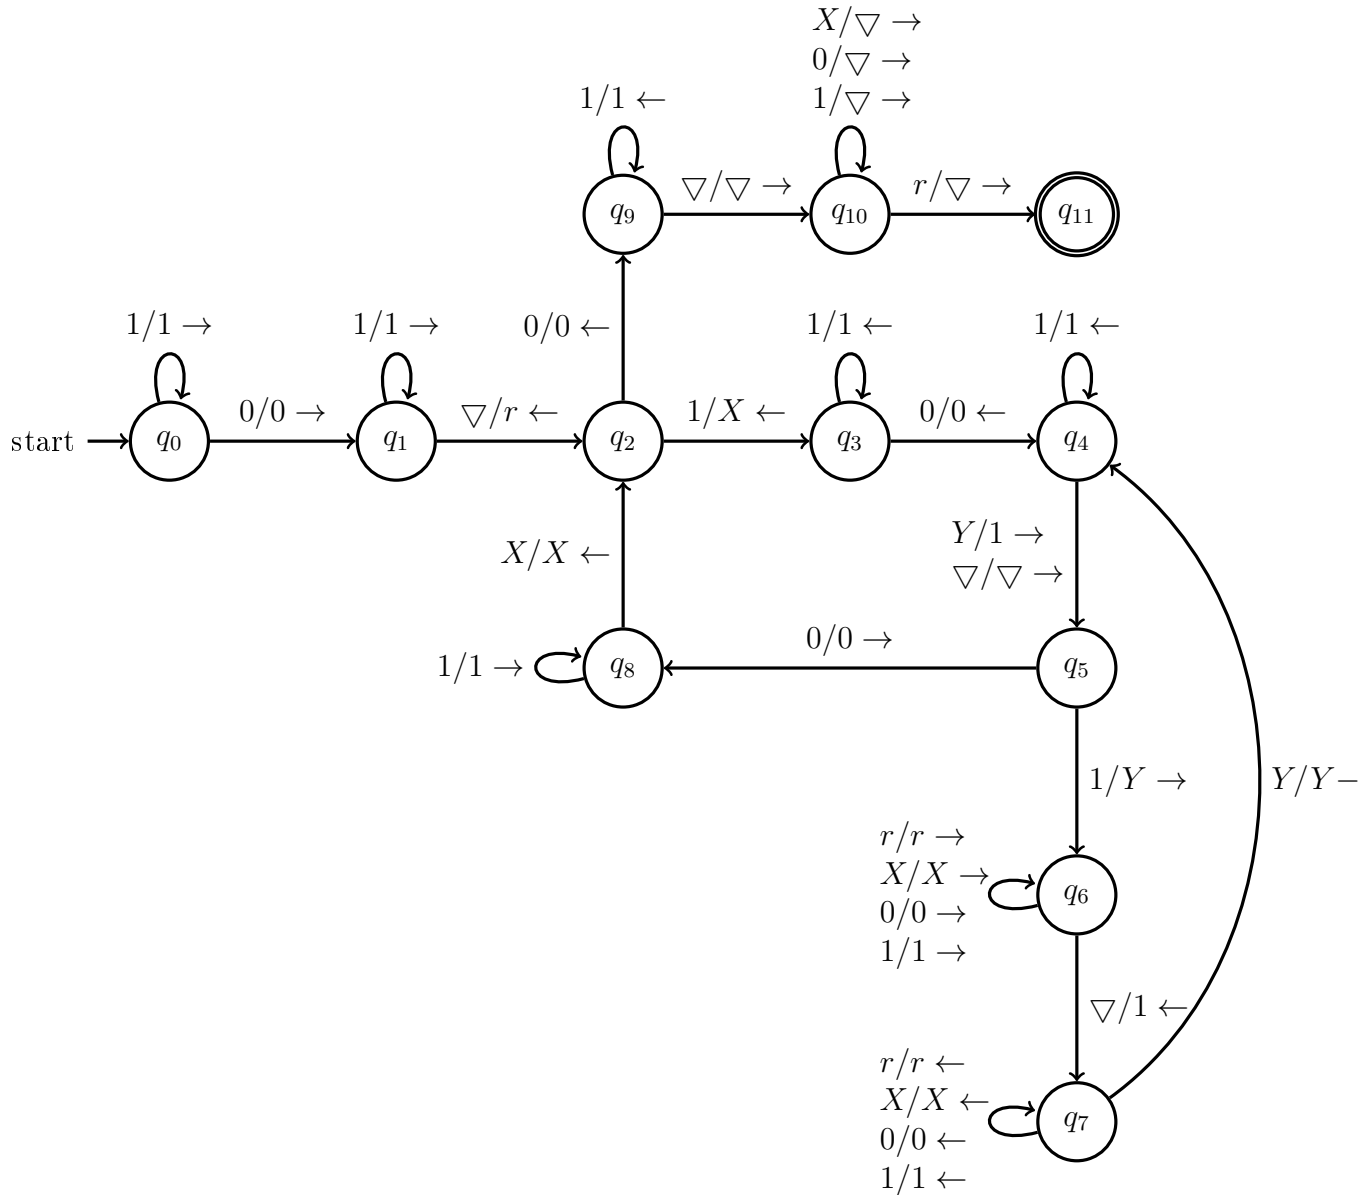 X/▽ →
0/▽ →
1/▽ →
1/1 ←
q₉
▽/▽ →
q₁₀
r/▽ →
q₁₁
1/1 →
1/1 →
0/0 ←
1/1 ←
1/1 ←
start
q₀
0/0 →
q₁
▽/r ←
q₂
1/X ←
q₃
0/0 ←
q₄
X/X ←
Y/1 →
▽/▽ →
1/1 →
q₈
0/0 →
q₅
1/Y →
Y/Y−
r/r →
X/X →
0/0 →
1/1 →
q₆
▽/1 ←
r/r ←
X/X ←
0/0 ←
1/1 ←
q₇